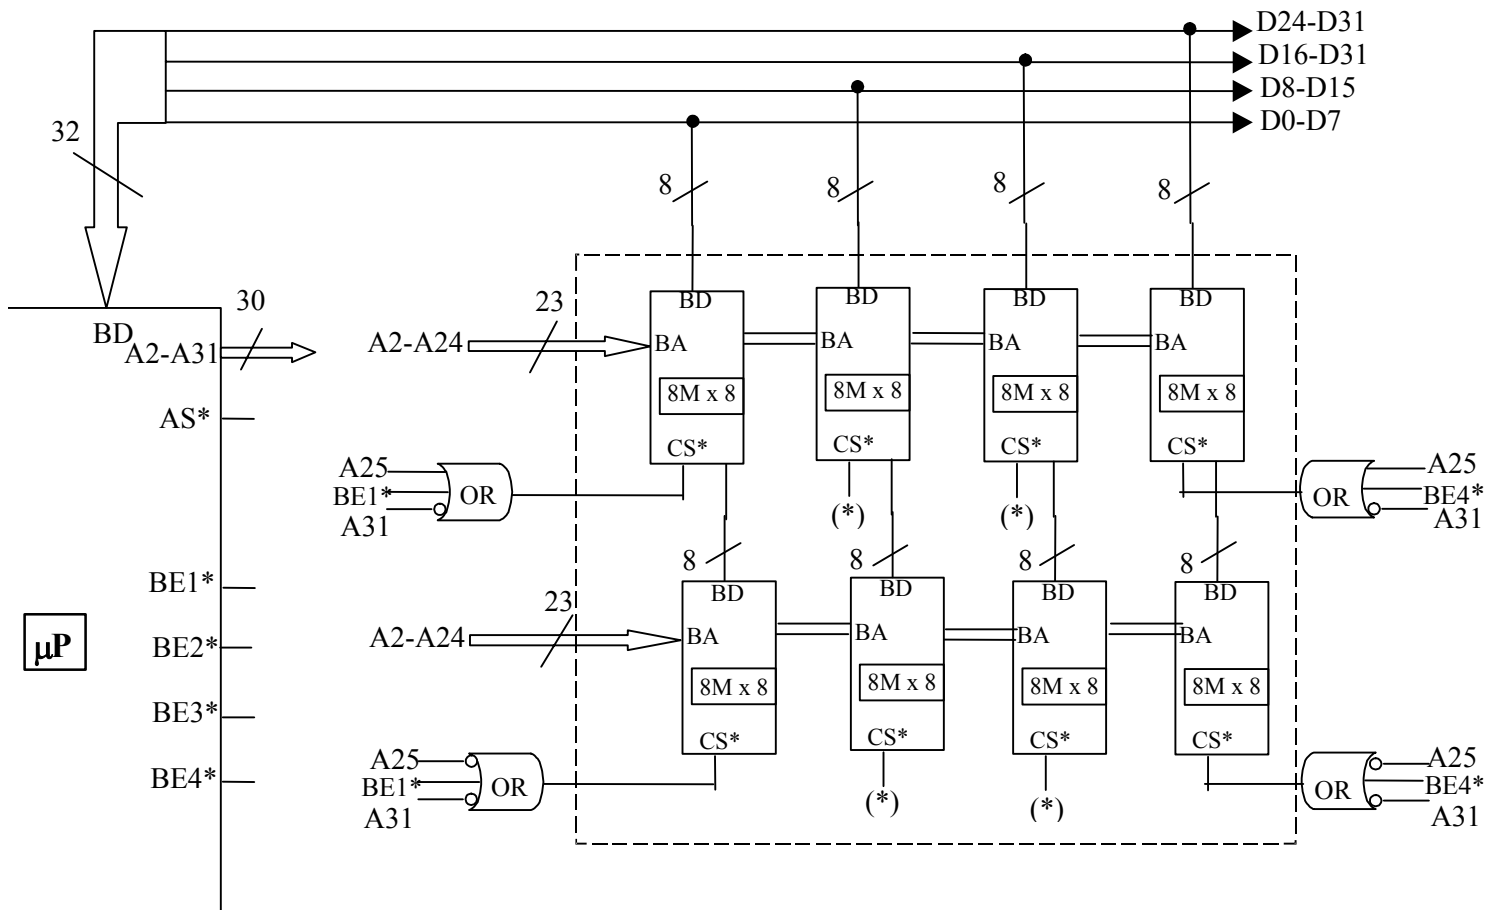 D24-D31
D16-D31
D8-D15
D0-D7
32
8
8
8
8
BD
A2-A31
30
AS*
BE1*
BE2*
BE3*
BE4*
µP
A2-A24
23
BD
BA
8M x 8
CS*
BD
BA
8M x 8
CS*
BD
BA
8M x 8
CS*
BD
BA
8M x 8
CS*
A25
BE1*
A31
OR
(*)
(*)
OR
A25
BE4*
A31
8
8
8
8
A2-A24
23
BD
BA
8M x 8
CS*
BD
BA
8M x 8
CS*
BD
BA
8M x 8
CS*
BD
BA
8M x 8
CS*
A25
BE1*
A31
OR
(*)
(*)
OR
A25
BE4*
A31